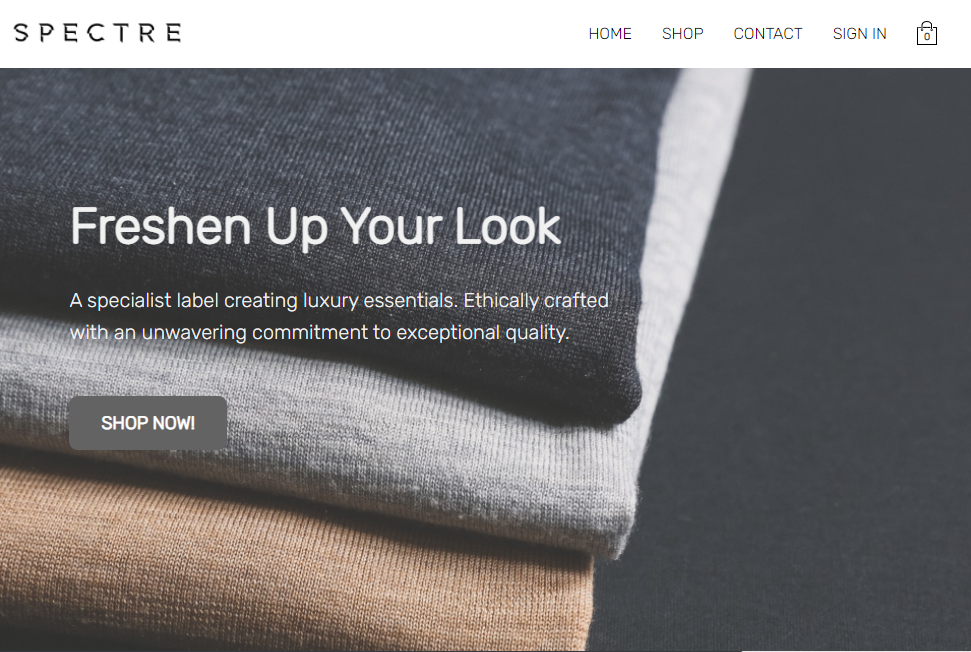 SPECTRE
HOME SHOP CONTACT SIGN IN 0
Freshen Up Your Look
A specialist label creating luxury essentials. Ethically crafted
with an unwavering commitment to exceptional quality.
SHOP NOW!